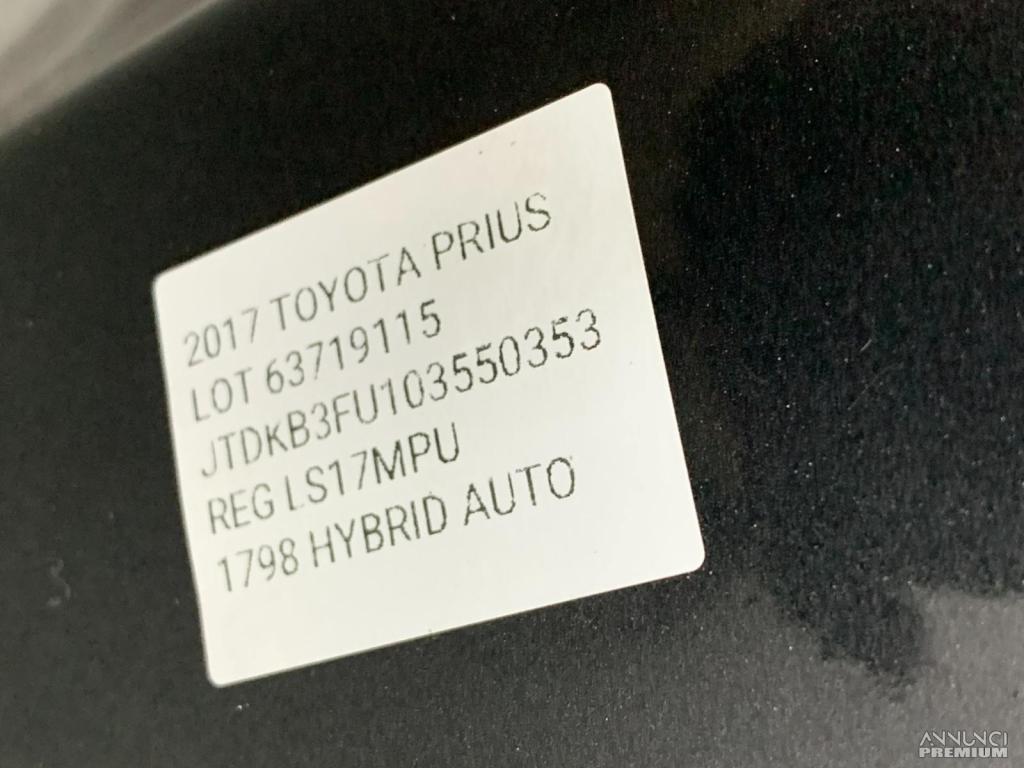 2017 TOYOTA PRIUS
LOT 63719115
JTDKB3FU103550353
REG LS17MPU
1798 HYBRID AUTO
ANNUNCI
PREMIUM